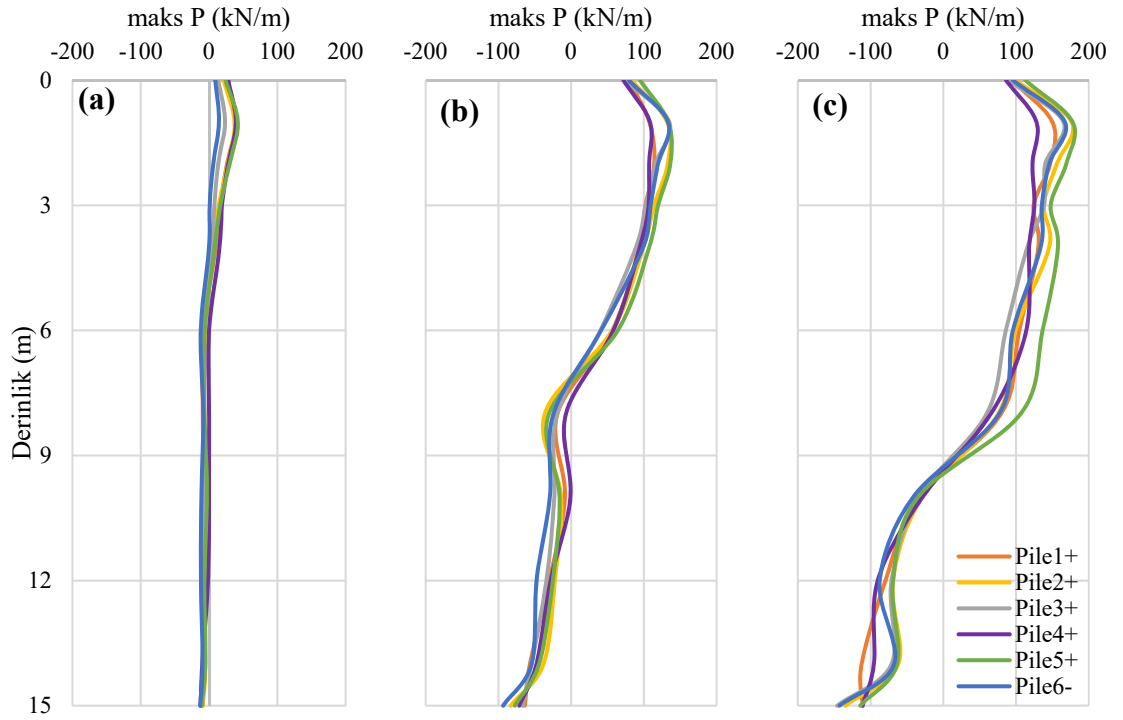 maks P (kN/m) maks P (kN/m) maks P (kN/m)
-200 -100 0 100 200 -200 -100 0 100 200 -200 -100 0 100 200
0
(a) (b) (c)
3
6
Derinlik (m)
9
12
15
Pile1+
Pile2+
Pile3+
Pile4+
Pile5+
Pile6-